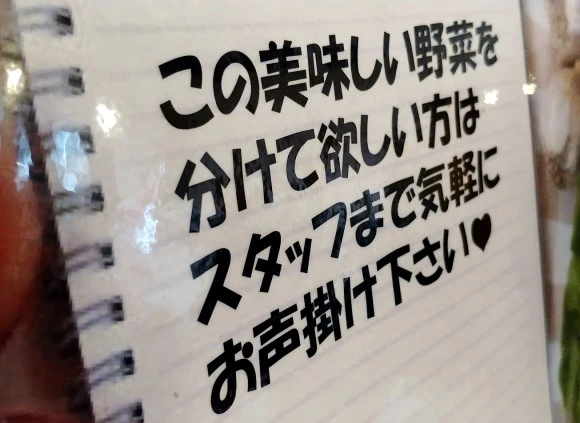 この美味しい野菜を
分けて欲しい方は
スタッフまで気軽に
お声掛け下さい♥